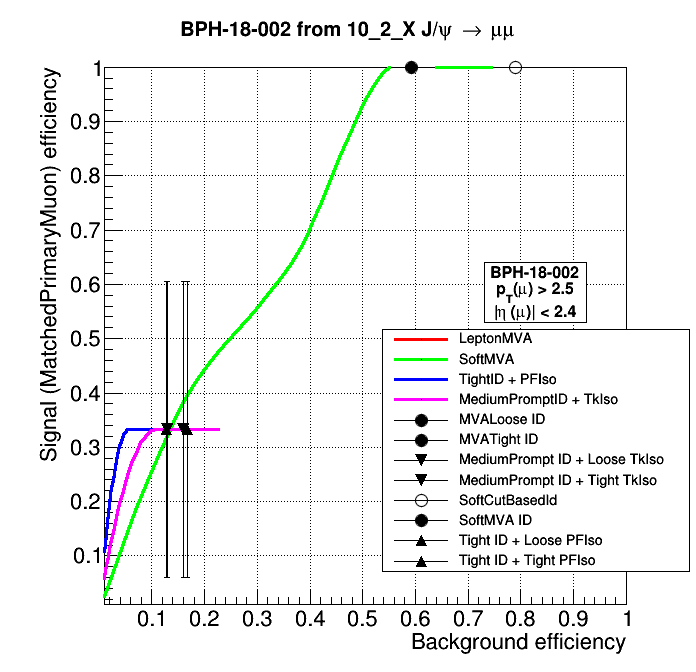 BPH-18-002 from 10_2_X J/ψ → μμ
Signal (MatchedPrimaryMuon) efficiency
1
0.9
0.8
0.7
0.6
0.5
0.4
0.3
0.2
0.1
BPH-18-002
p_T(μ) > 2.5
|η (μ)| < 2.4
LeptonMVA
SoftMVA
TightID + PFIso
MediumPromptID + TkIso
MVALoose ID
MVATight ID
MediumPrompt ID + Loose TkIso
MediumPrompt ID + Tight TkIso
SoftCutBasedId
SoftMVA ID
Tight ID + Loose PFIso
Tight ID + Tight PFIso
0.1 0.2 0.3 0.4 0.5 0.6 0.7 0.8 0.9 1
Background efficiency